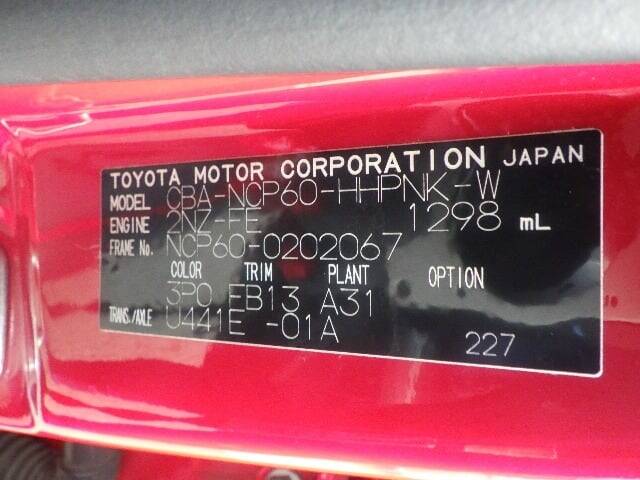 TOYOTA MOTOR CORPORATION JAPAN
MODEL CBA-NCP60-HHPNK-W
ENGINE 2NZ-FE 1298 mL
FRAME No. NCP60-0202067
COLOR TRIM PLANT OPTION
3P0 EB13 A31
TRANS./AXLE U441E -01A
227